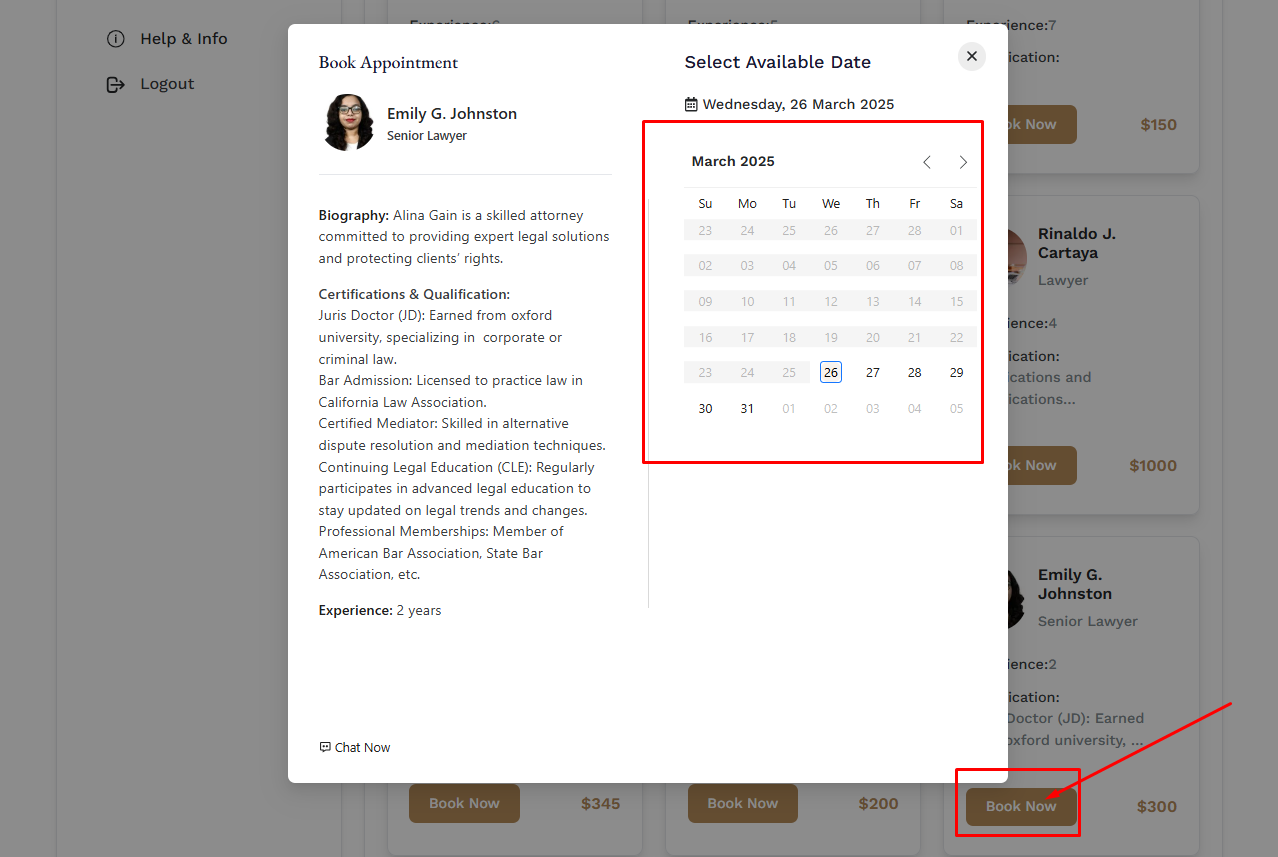 Help & Info
Logout
Experience:6
Experience:5
Experience:7
ication:
ok Now
$150
Book Appointment
Emily G. Johnston
Senior Lawyer
Biography: Alina Gain is a skilled attorney
committed to providing expert legal solutions
and protecting clients’ rights.
Certifications & Qualification:
Juris Doctor (JD): Earned from oxford
university, specializing in  corporate or
criminal law.
Bar Admission: Licensed to practice law in
California Law Association.
Certified Mediator: Skilled in alternative
dispute resolution and mediation techniques.
Continuing Legal Education (CLE): Regularly
participates in advanced legal education to
stay updated on legal trends and changes.
Professional Memberships: Member of
American Bar Association, State Bar
Association, etc.
Experience: 2 years
Chat Now
Select Available Date
Wednesday, 26 March 2025
March 2025
Su Mo Tu We Th Fr Sa
23 24 25 26 27 28 01
02 03 04 05 06 07 08
09 10 11 12 13 14 15
16 17 18 19 20 21 22
23 24 25 26 27 28 29
30 31 01 02 03 04 05
Rinaldo J.
Cartaya
Lawyer
ience:4
ication:
ications and
ications...
ok Now
$1000
Emily G.
Johnston
Senior Lawyer
ience:2
ication:
Doctor (JD): Earned
oxford university, ...
Book Now
$345
Book Now
$200
Book Now
$300